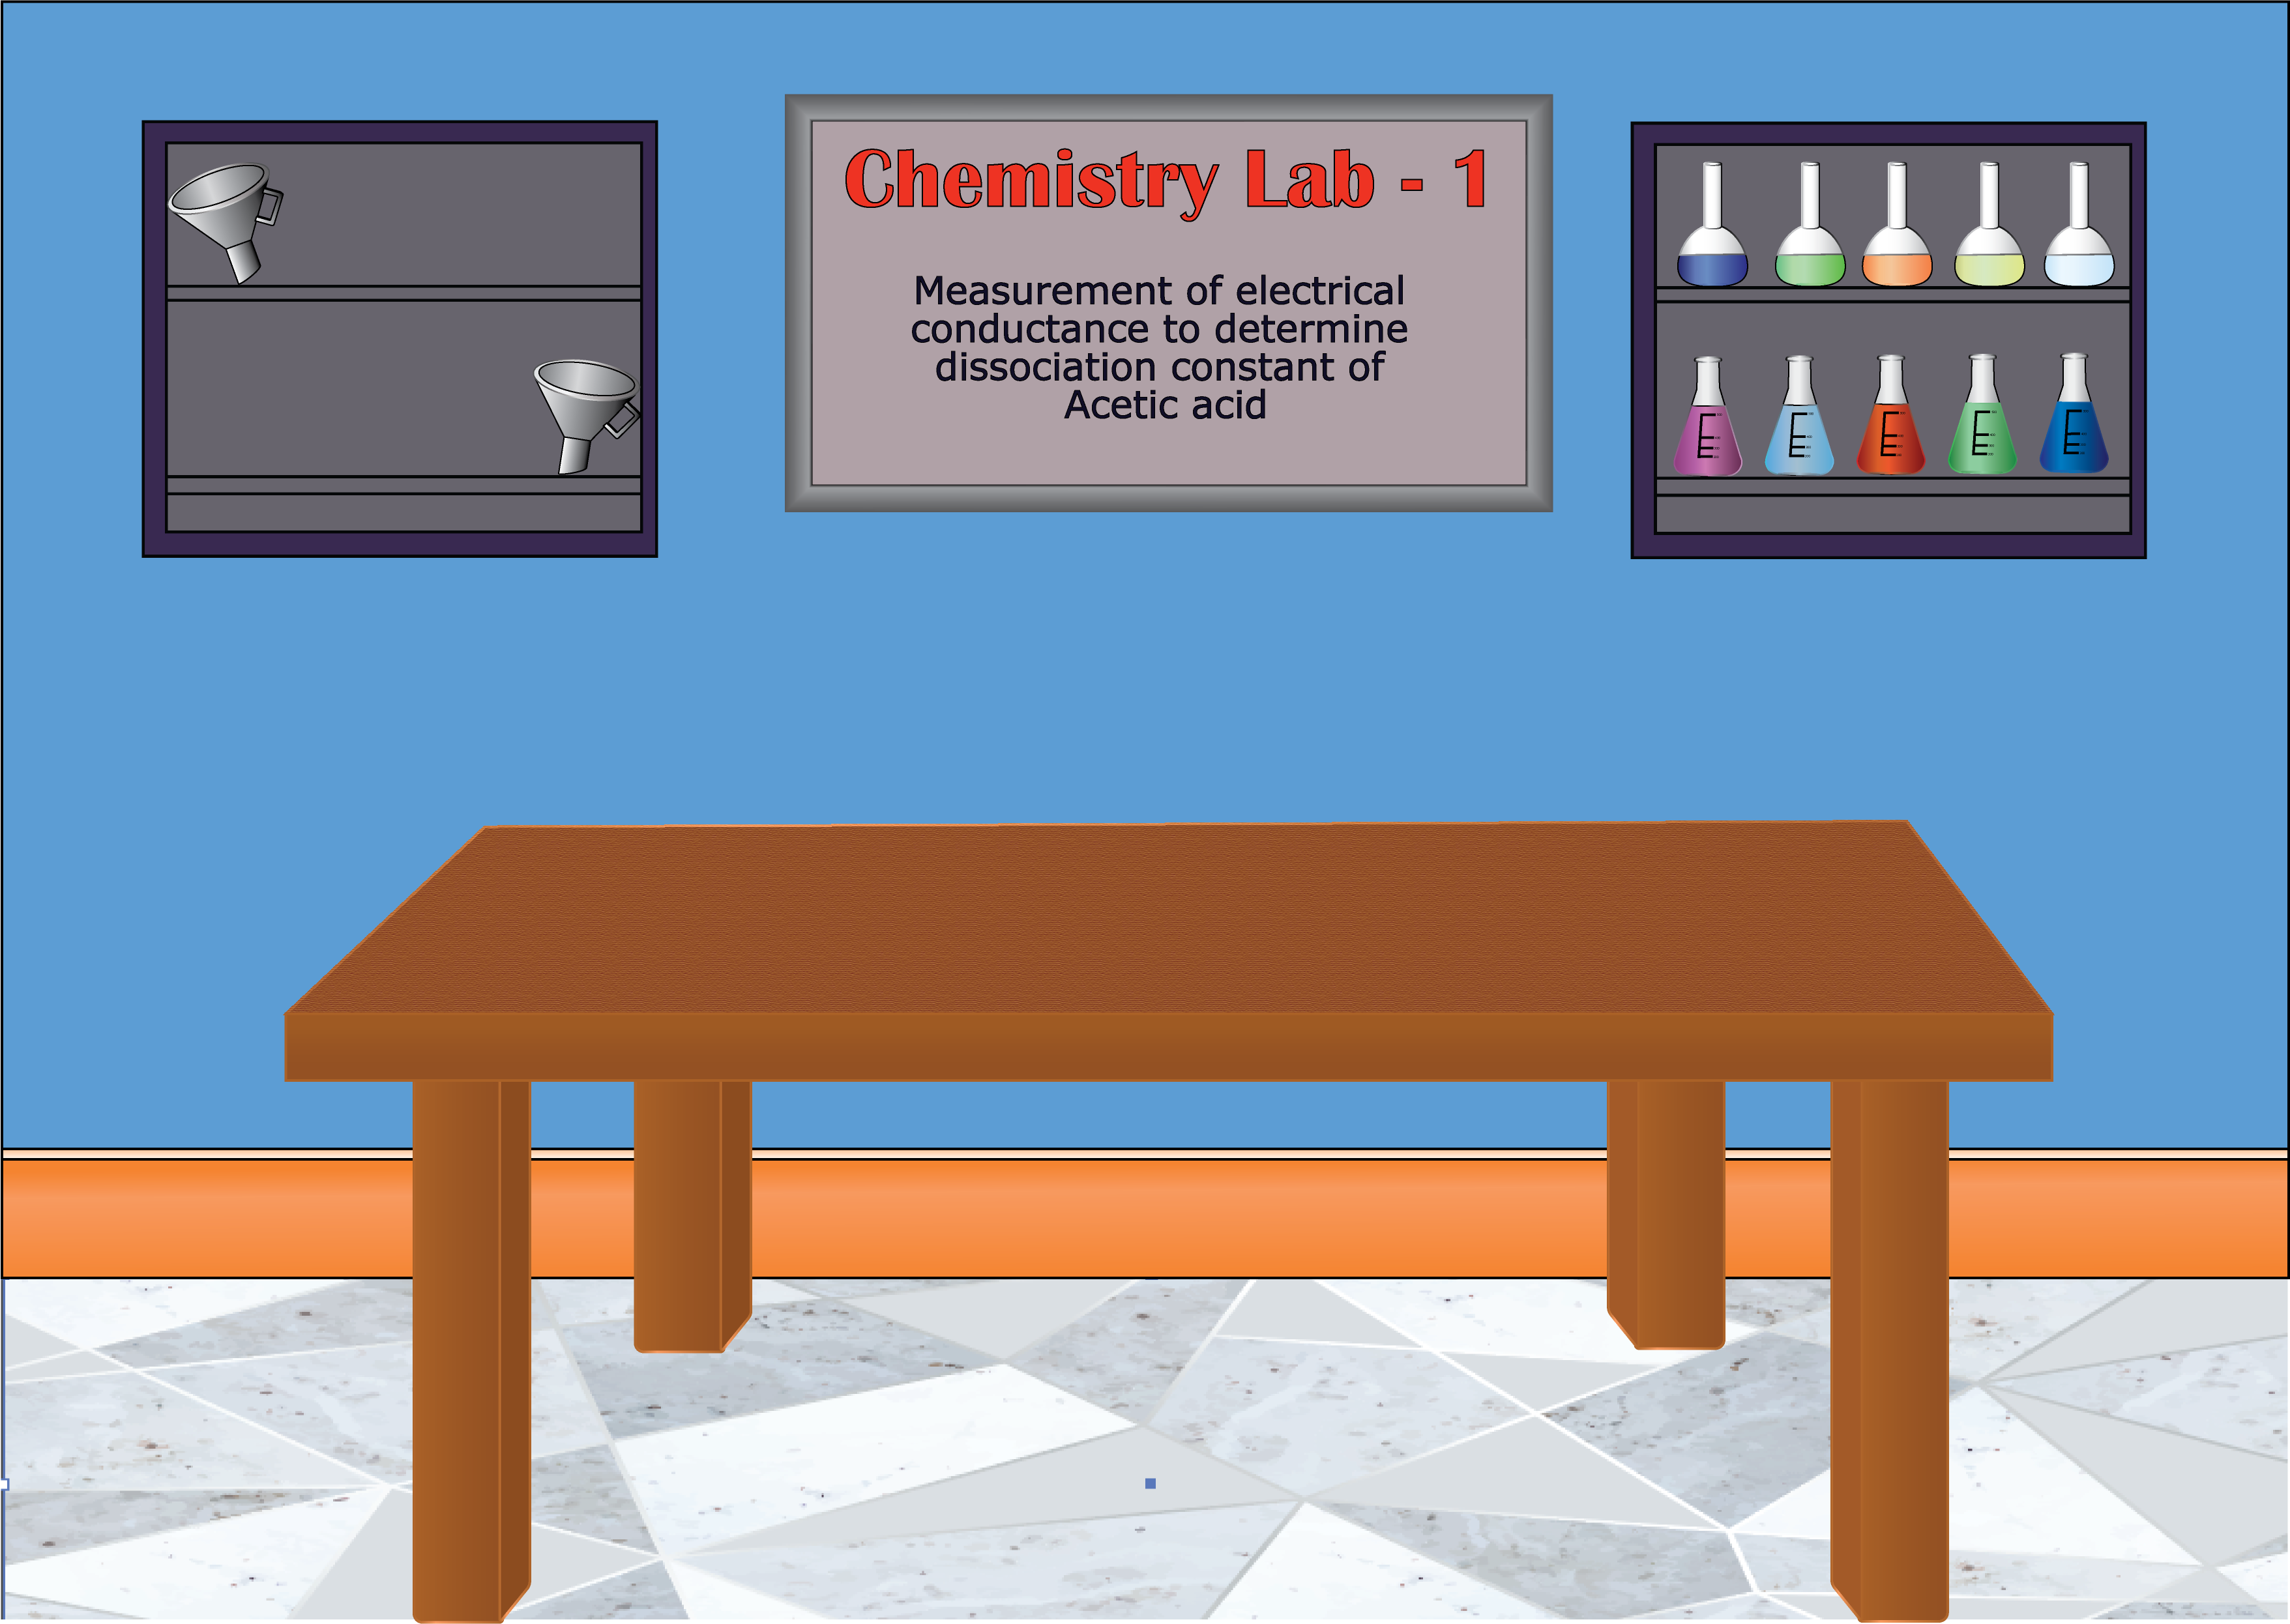 Chemistry Lab - 1
Measurement of electrical
conductance to determine
dissociation constant of
Acetic acid